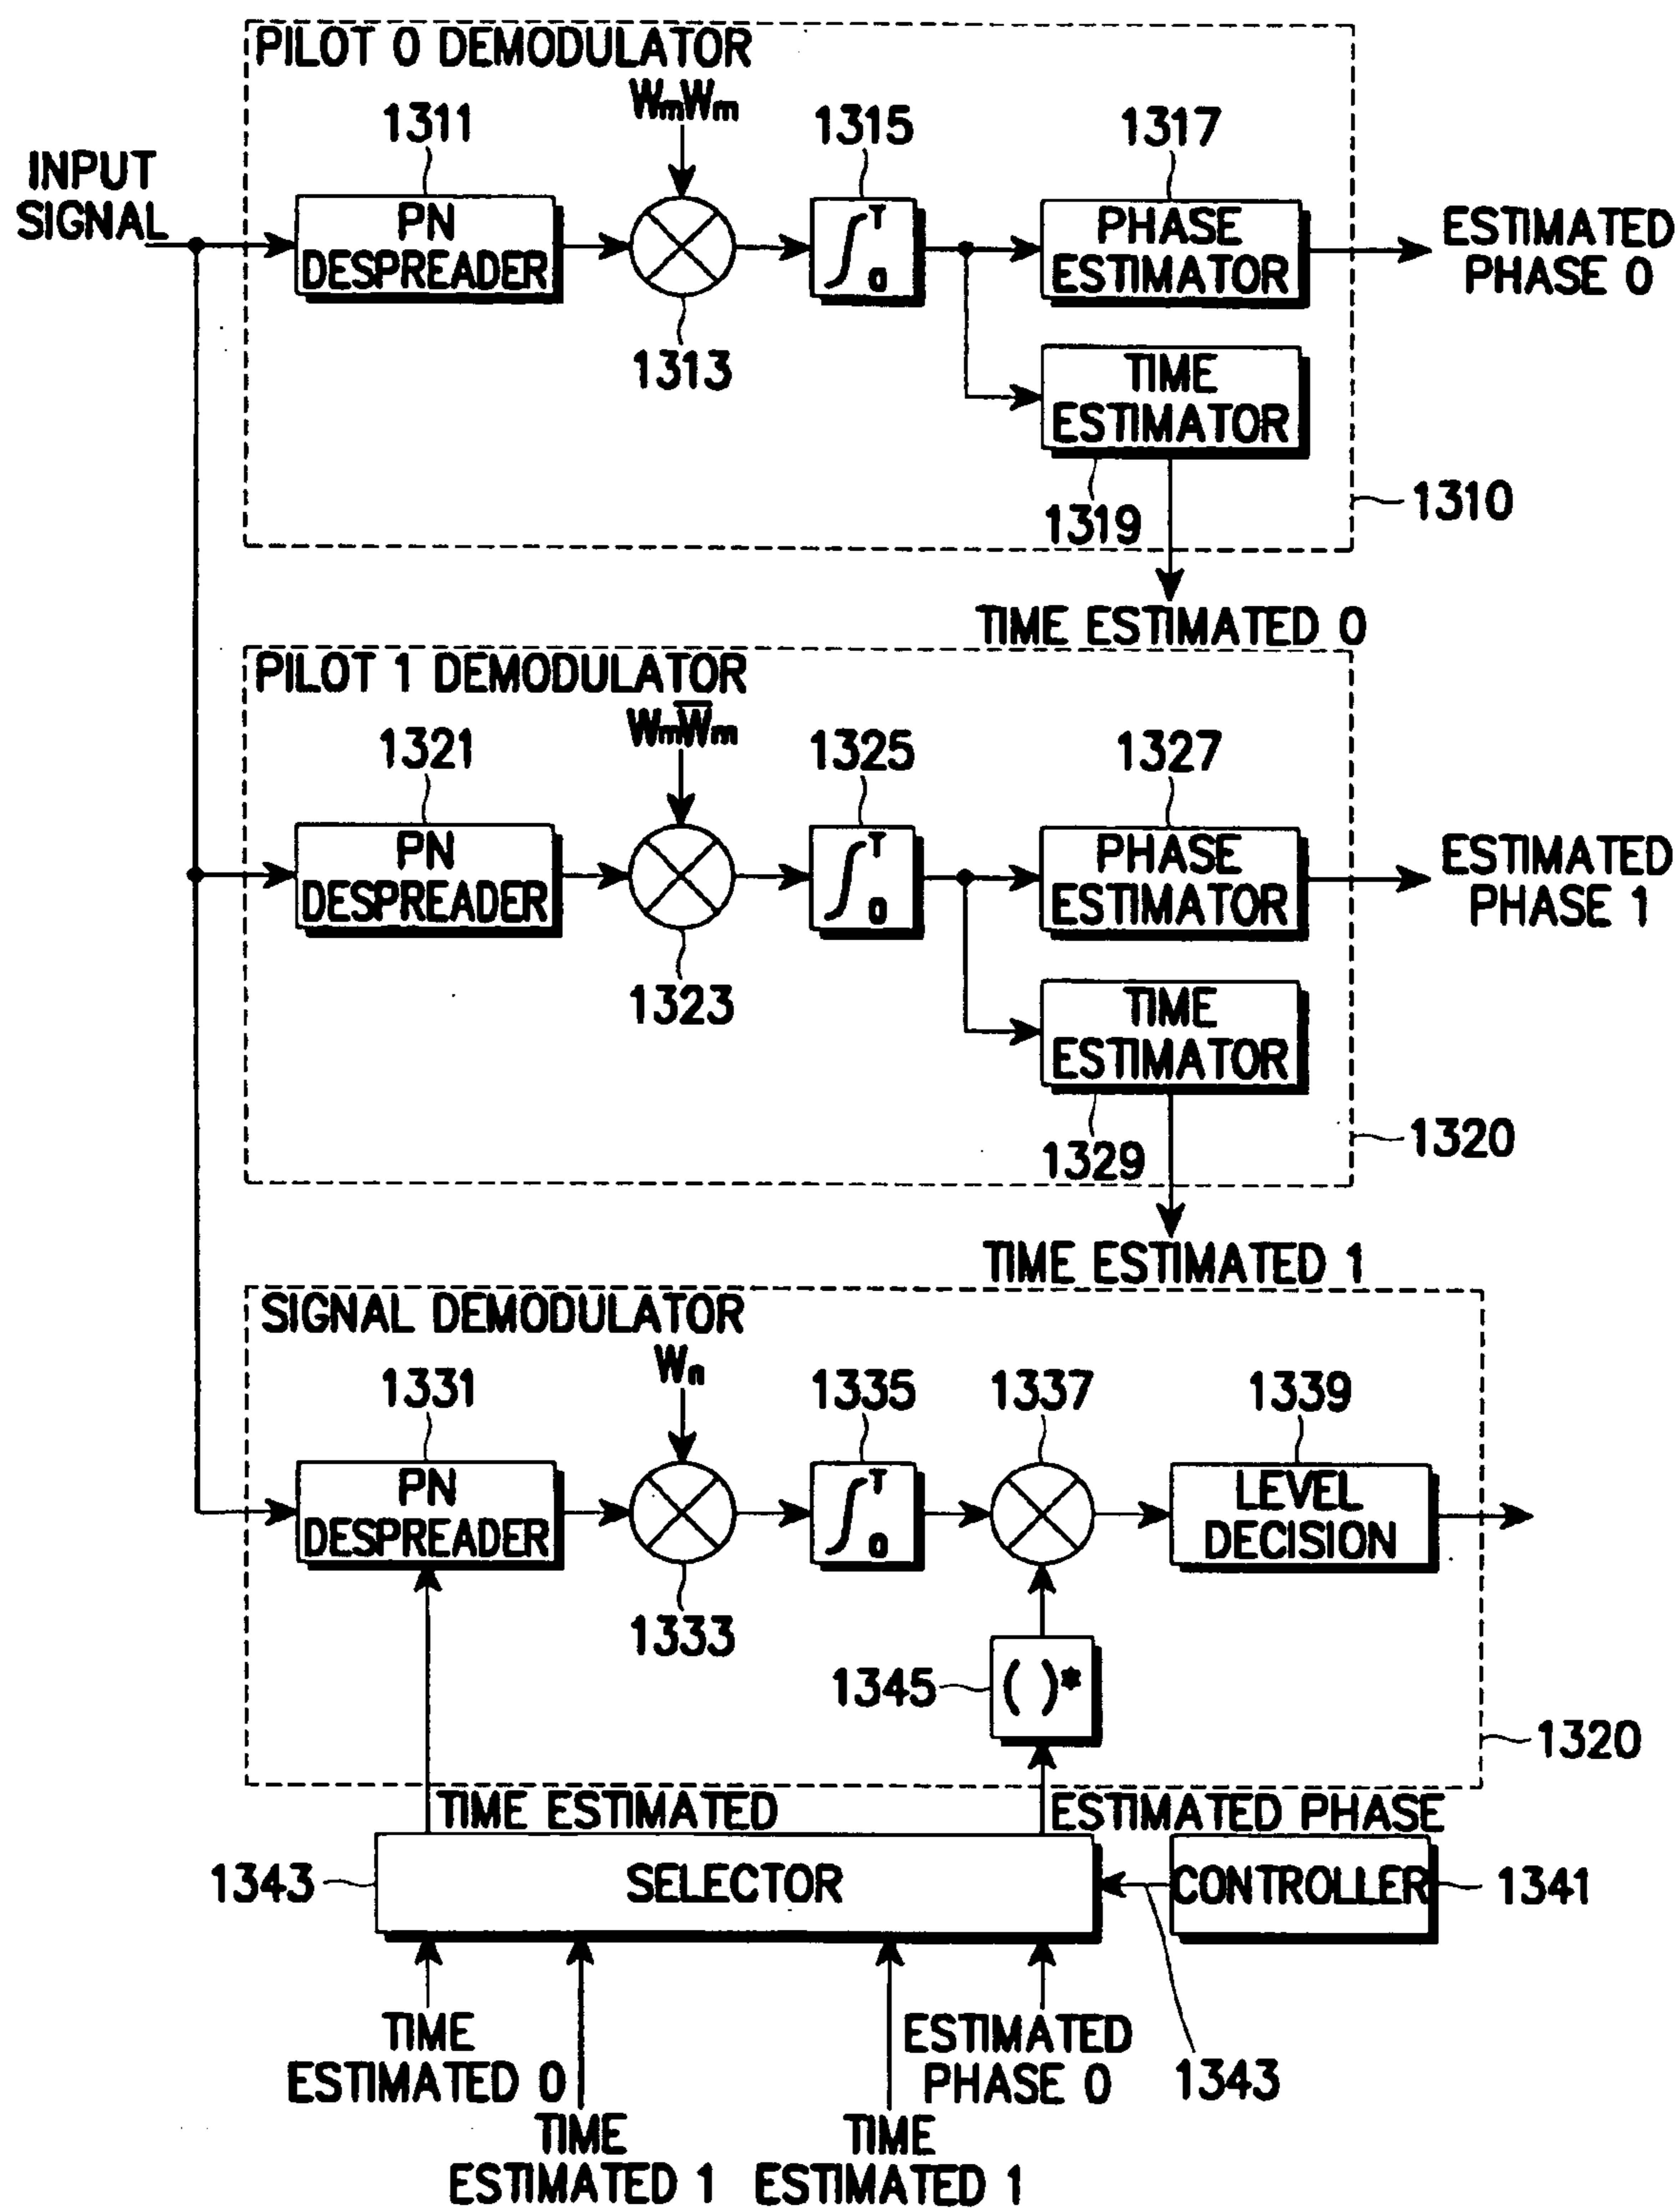 PILOT 0 DEMODULATOR
WmWm
1311
1315
1317
INPUT
SIGNAL
PN
DESPREADER
∫T0
PHASE
ESTIMATOR
ESTIMATED
PHASE 0
1313
TIME
ESTIMATOR
1310
1319
TIME ESTIMATED 0
PILOT 1 DEMODULATOR
WmW̅m
1321
1325
1327
PN
DESPREADER
∫T0
PHASE
ESTIMATOR
ESTIMATED
PHASE 1
1323
TIME
ESTIMATOR
1320
1329
TIME ESTIMATED 1
SIGNAL DEMODULATOR
Wn
1331
1335
1337
1339
PN
DESPREADER
∫T0
LEVEL
DECISION
1333
1345
( )*
1320
TIME ESTIMATED
ESTIMATED PHASE
1343
SELECTOR
CONTROLLER
1341
TIME
ESTIMATED 0
ESTIMATED
PHASE 0
1343
TIME
ESTIMATED 1
TIME
ESTIMATED 1